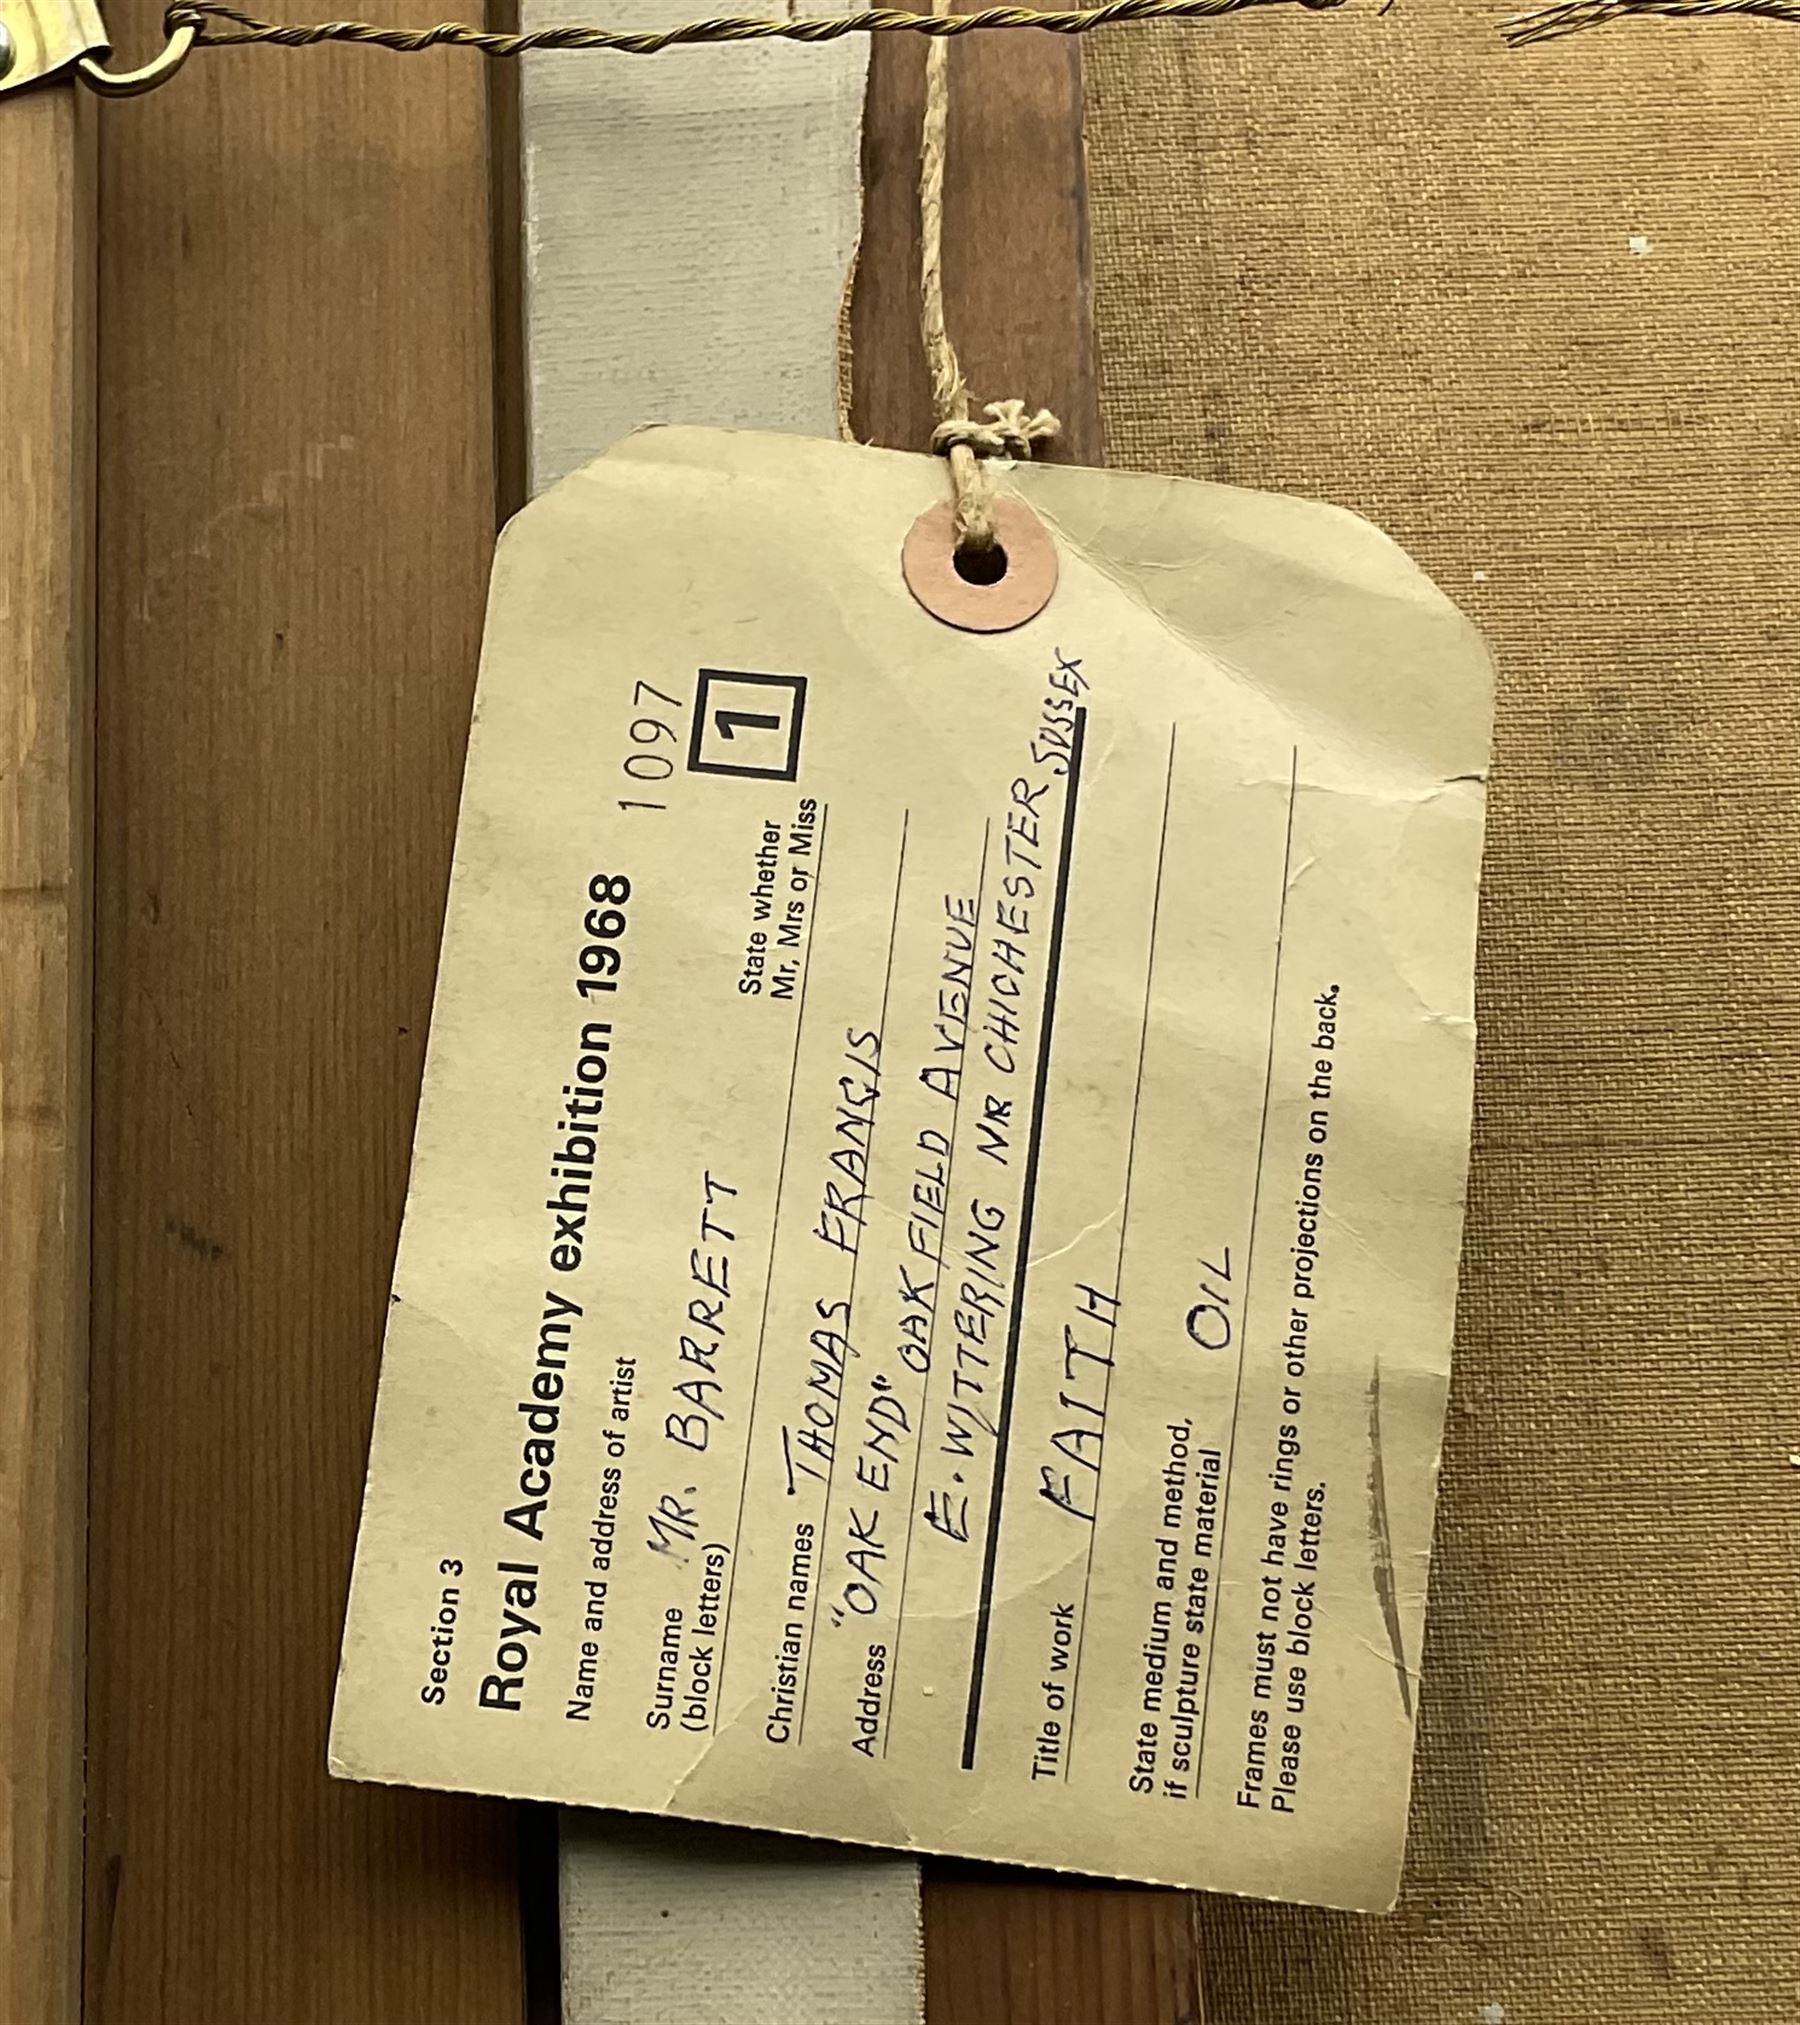 Section 3
Royal Academy exhibition 1968
1097
Name and address of artist
1
Surname MR. BARRETT
(block letters)
State whether
Mr, Mrs or Miss
Christian names THOMAS FRANCIS
Address "OAK END" OAKFIELD AVENUE
E. WITTERING NR CHICHESTER SUSSEX
Title of work FAITH
State medium and method,
if sculpture state material OIL
Frames must not have rings or other projections on the back.
Please use block letters.